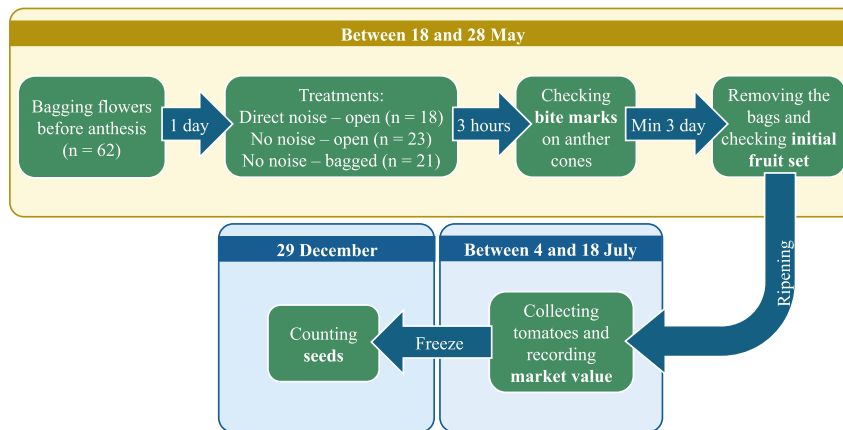 Between 18 and 28 May
Bagging flowers
before anthesis
(n = 62)
1 day
Treatments:
Direct noise – open (n = 18)
No noise – open (n = 23)
No noise – bagged (n = 21)
3 hours
Checking
bite marks
on anther
cones
Min 3 day
Removing the
bags and
checking initial
fruit set
Ripening
Between 4 and 18 July
Collecting
tomatoes and
recording
market value
Freeze
29 December
Counting
seeds